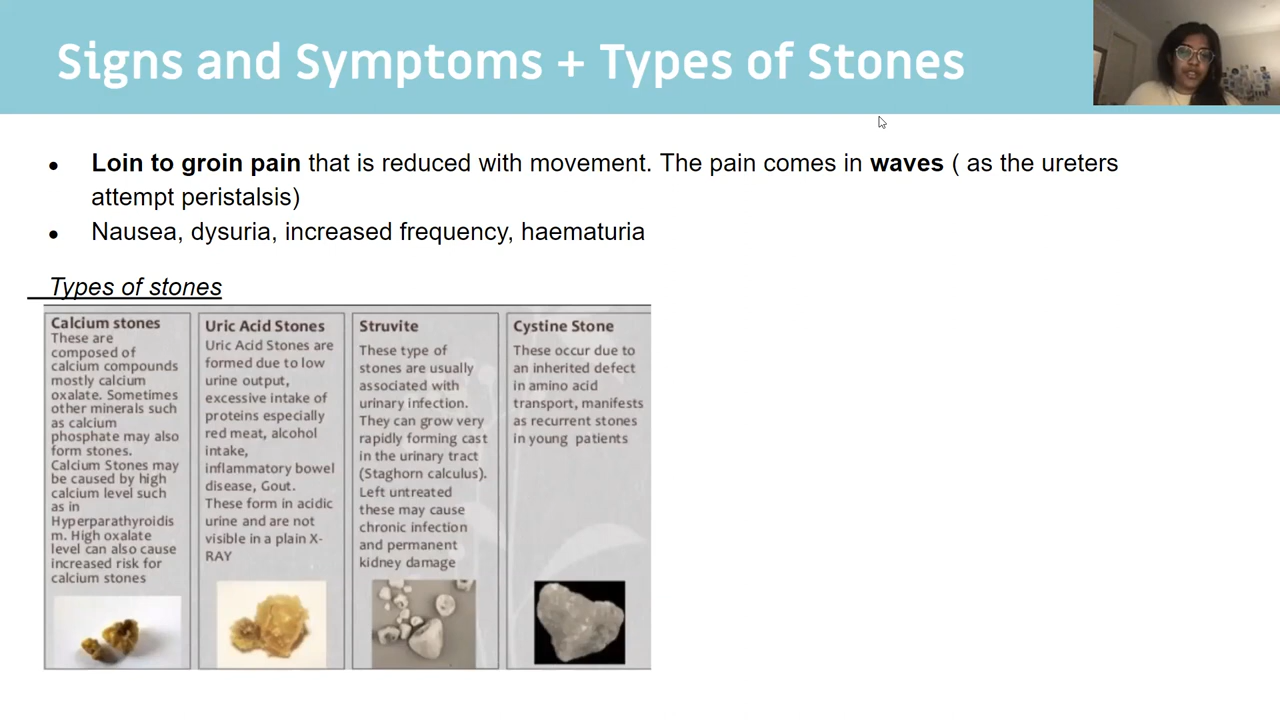 Signs and Symptoms + Types of Stones
● Loin to groin pain that is reduced with movement. The pain comes in waves ( as the ureters
attempt peristalsis)
● Nausea, dysuria, increased frequency, haematuria
Types of stones
Calcium stones
These are
composed of
calcium compounds
mostly calcium
oxalate. Sometimes
other minerals such
as calcium
phosphate may also
form stones.
Calcium Stones may
be caused by high
calcium level such
as in
Hyperparathyroidis
m. High oxalate
level can also cause
increased risk for
calcium stones
Uric Acid Stones
Uric Acid Stones are
formed due to low
urine output,
excessive intake of
proteins especially
red meat, alcohol
intake,
inflammatory bowel
disease, Gout.
These form in acidic
urine and are not
visible in a plain X-
RAY
Struvite
These type of
stones are usually
associated with
urinary infection.
They can grow very
rapidly forming cast
in the urinary tract
(Staghorn calculus).
Left untreated
these may cause
chronic infection
and permanent
kidney damage
Cystine Stone
These occur due to
an inherited defect
in amino acid
transport, manifests
as recurrent stones
in young patients